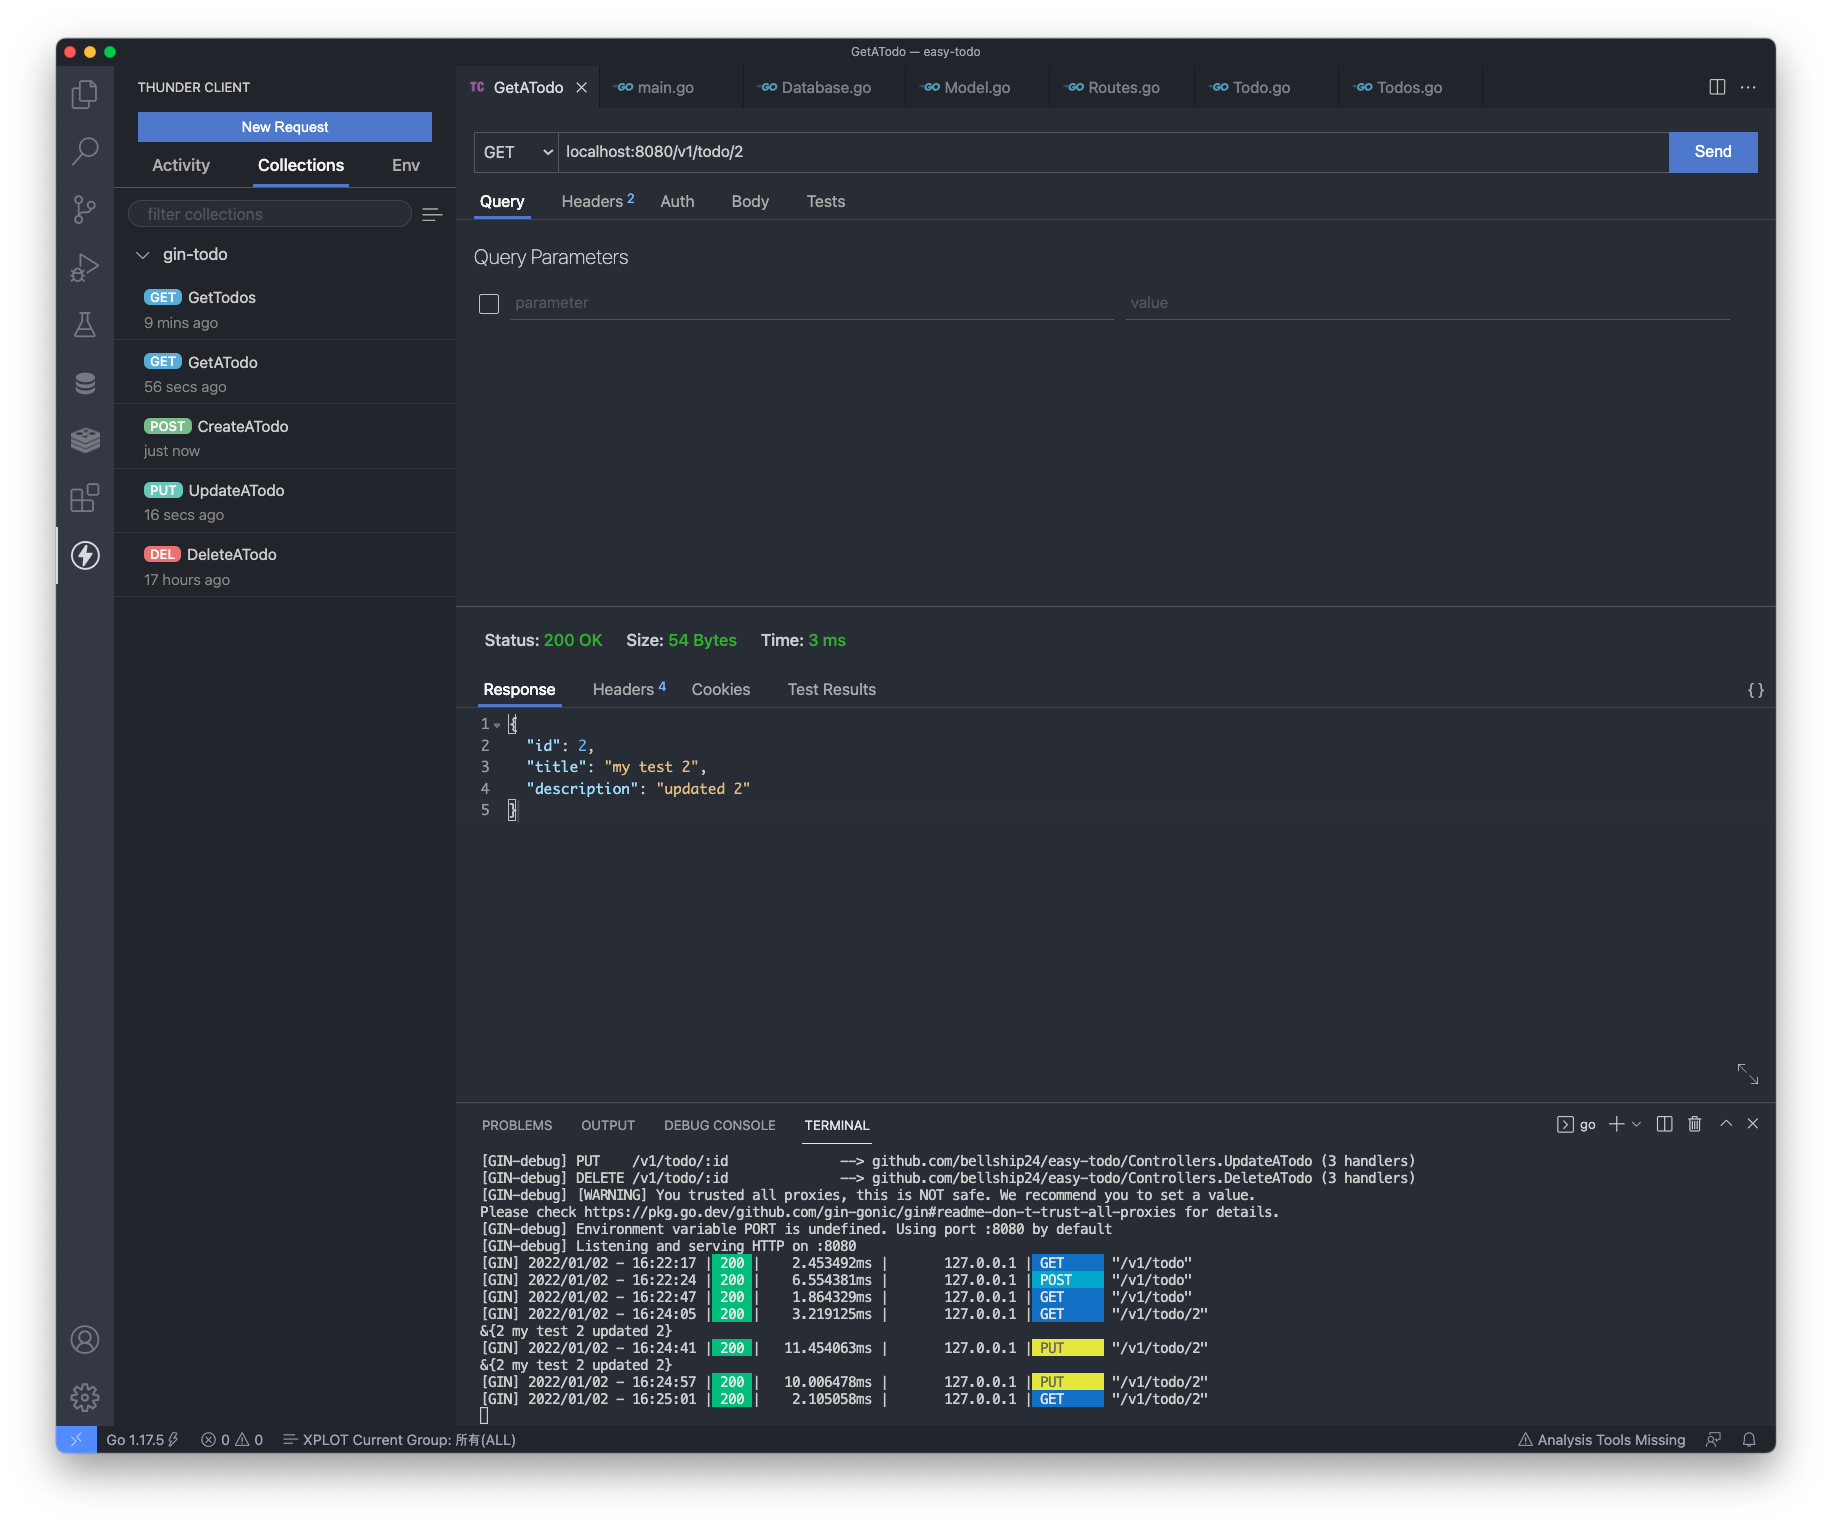 GetATodo — easy-todo
THUNDER CLIENT
New Request
Activity Collections Env
filter collections
gin-todo
GET GetTodos
9 mins ago
GET GetATodo
56 secs ago
POST CreateATodo
just now
PUT UpdateATodo
16 secs ago
DEL DeleteATodo
17 hours ago
TC GetATodo GO main.go GO Database.go GO Model.go GO Routes.go GO Todo.go GO Todos.go
GET localhost:8080/v1/todo/2 Send
Query Headers 2 Auth Body Tests
Query Parameters
parameter value
Status: 200 OK Size: 54 Bytes Time: 3 ms
Response Headers 4 Cookies Test Results {}
1 {
2 "id": 2,
3 "title": "my test 2",
4 "description": "updated 2"
5 }
PROBLEMS OUTPUT DEBUG CONSOLE TERMINAL go
[GIN-debug] PUT /v1/todo/:id --> github.com/bellship24/easy-todo/Controllers.UpdateATodo (3 handlers)
[GIN-debug] DELETE /v1/todo/:id --> github.com/bellship24/easy-todo/Controllers.DeleteATodo (3 handlers)
[GIN-debug] [WARNING] You trusted all proxies, this is NOT safe. We recommend you to set a value.
Please check https://pkg.go.dev/github.com/gin-gonic/gin#readme-don-t-trust-all-proxies for details.
[GIN-debug] Environment variable PORT is undefined. Using port :8080 by default
[GIN-debug] Listening and serving HTTP on :8080
[GIN] 2022/01/02 - 16:22:17 | 200 | 2.453492ms | 127.0.0.1 | GET "/v1/todo"
[GIN] 2022/01/02 - 16:22:24 | 200 | 6.554381ms | 127.0.0.1 | POST "/v1/todo"
[GIN] 2022/01/02 - 16:22:47 | 200 | 1.864329ms | 127.0.0.1 | GET "/v1/todo"
[GIN] 2022/01/02 - 16:24:05 | 200 | 3.219125ms | 127.0.0.1 | GET "/v1/todo/2"
&{2 my test 2 updated 2}
[GIN] 2022/01/02 - 16:24:41 | 200 | 11.454063ms | 127.0.0.1 | PUT "/v1/todo/2"
&{2 my test 2 updated 2}
[GIN] 2022/01/02 - 16:24:57 | 200 | 10.006478ms | 127.0.0.1 | PUT "/v1/todo/2"
[GIN] 2022/01/02 - 16:25:01 | 200 | 2.105058ms | 127.0.0.1 | GET "/v1/todo/2"
Go 1.17.5 0 0 XPLOT Current Group: 所有(ALL) Analysis Tools Missing